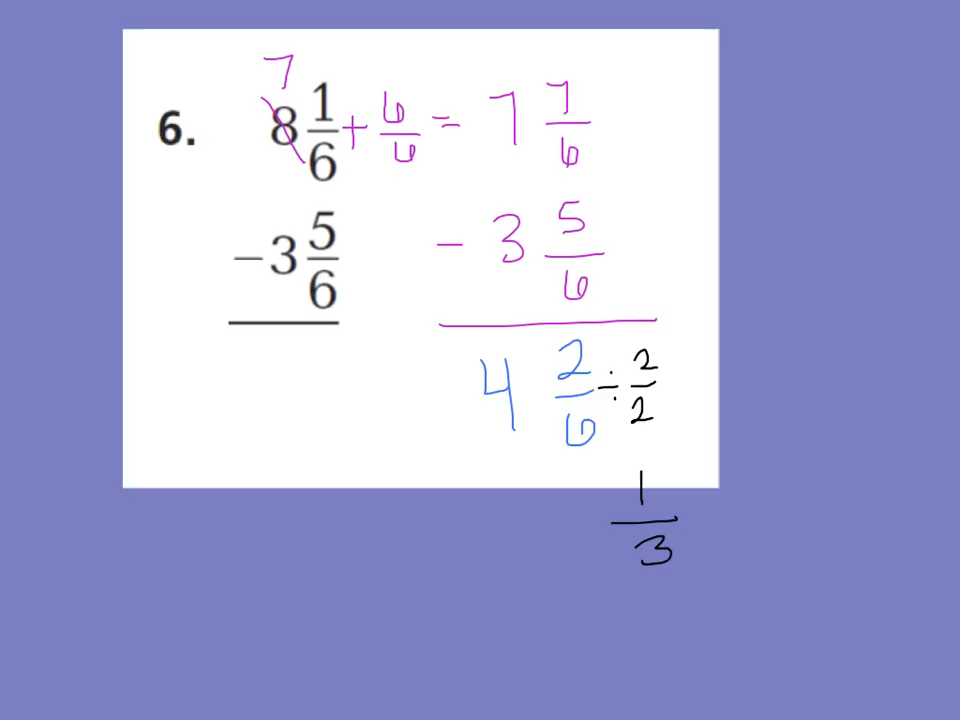 7
6. 8 1/6 + 6/6 = 7 7/6
−3 5/6 − 3 5/6
4 2/6 ÷ 2/2
1/3